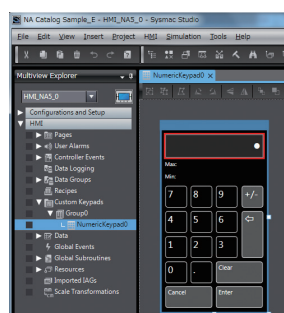 NA Catalog Sample_E - HMI_NA5_0 - Sysmac Studio
File Edit View Insert Project HMI Simulation Tools Help
Multiview Explorer
NumericKeypad0
HMI_NA5_0
Configurations and Setup
HMI
Pages
User Alarms
Controller Events
Data Logging
Data Groups
Recipes
Custom Keypads
Group0
NumericKeypad0
Data
Global Events
Global Subroutines
Resources
Imported IAGs
Scale Transformations
Max:
Min:
7 8 9 +/-
4 5 6
1 2 3
0 . Clear
Cancel Enter